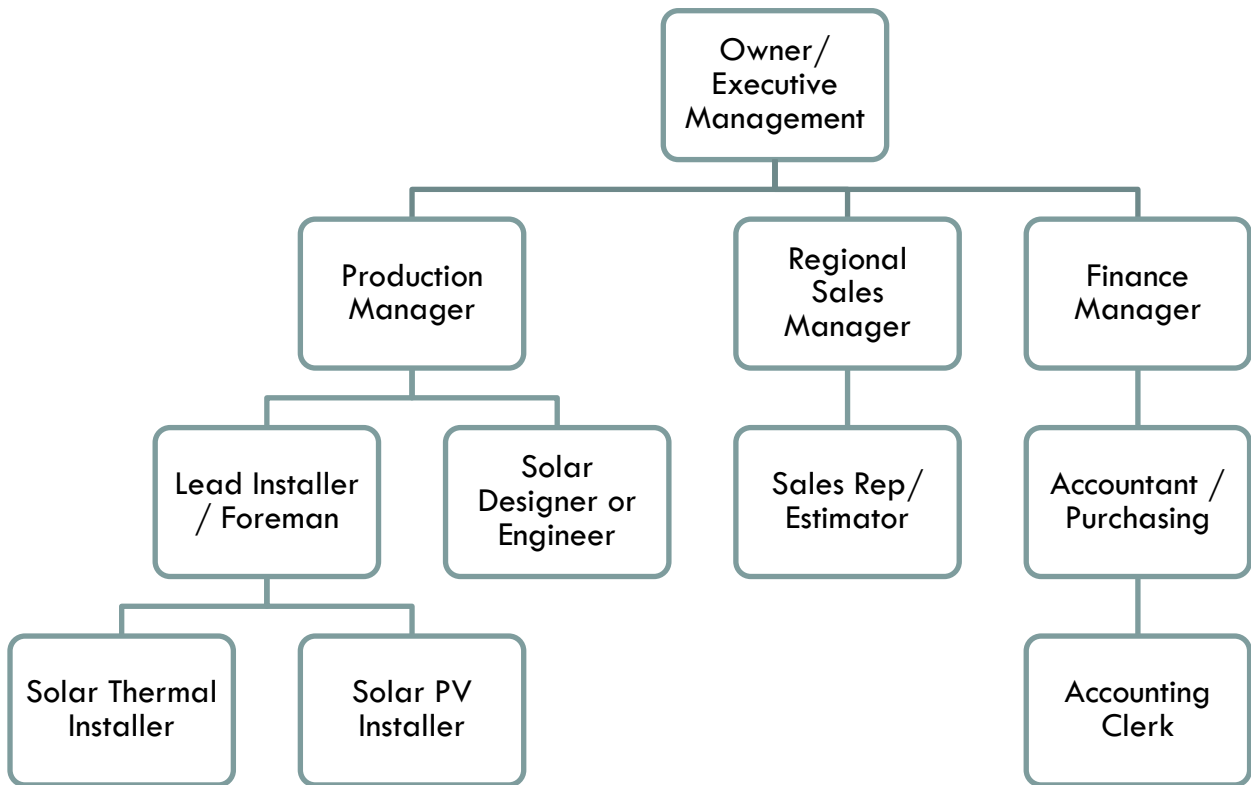 Owner/
Executive
Management
Production
Manager
Regional
Sales
Manager
Finance
Manager
Lead Installer
/ Foreman
Solar
Designer or
Engineer
Sales Rep/
Estimator
Accountant /
Purchasing
Solar Thermal
Installer
Solar PV
Installer
Accounting
Clerk